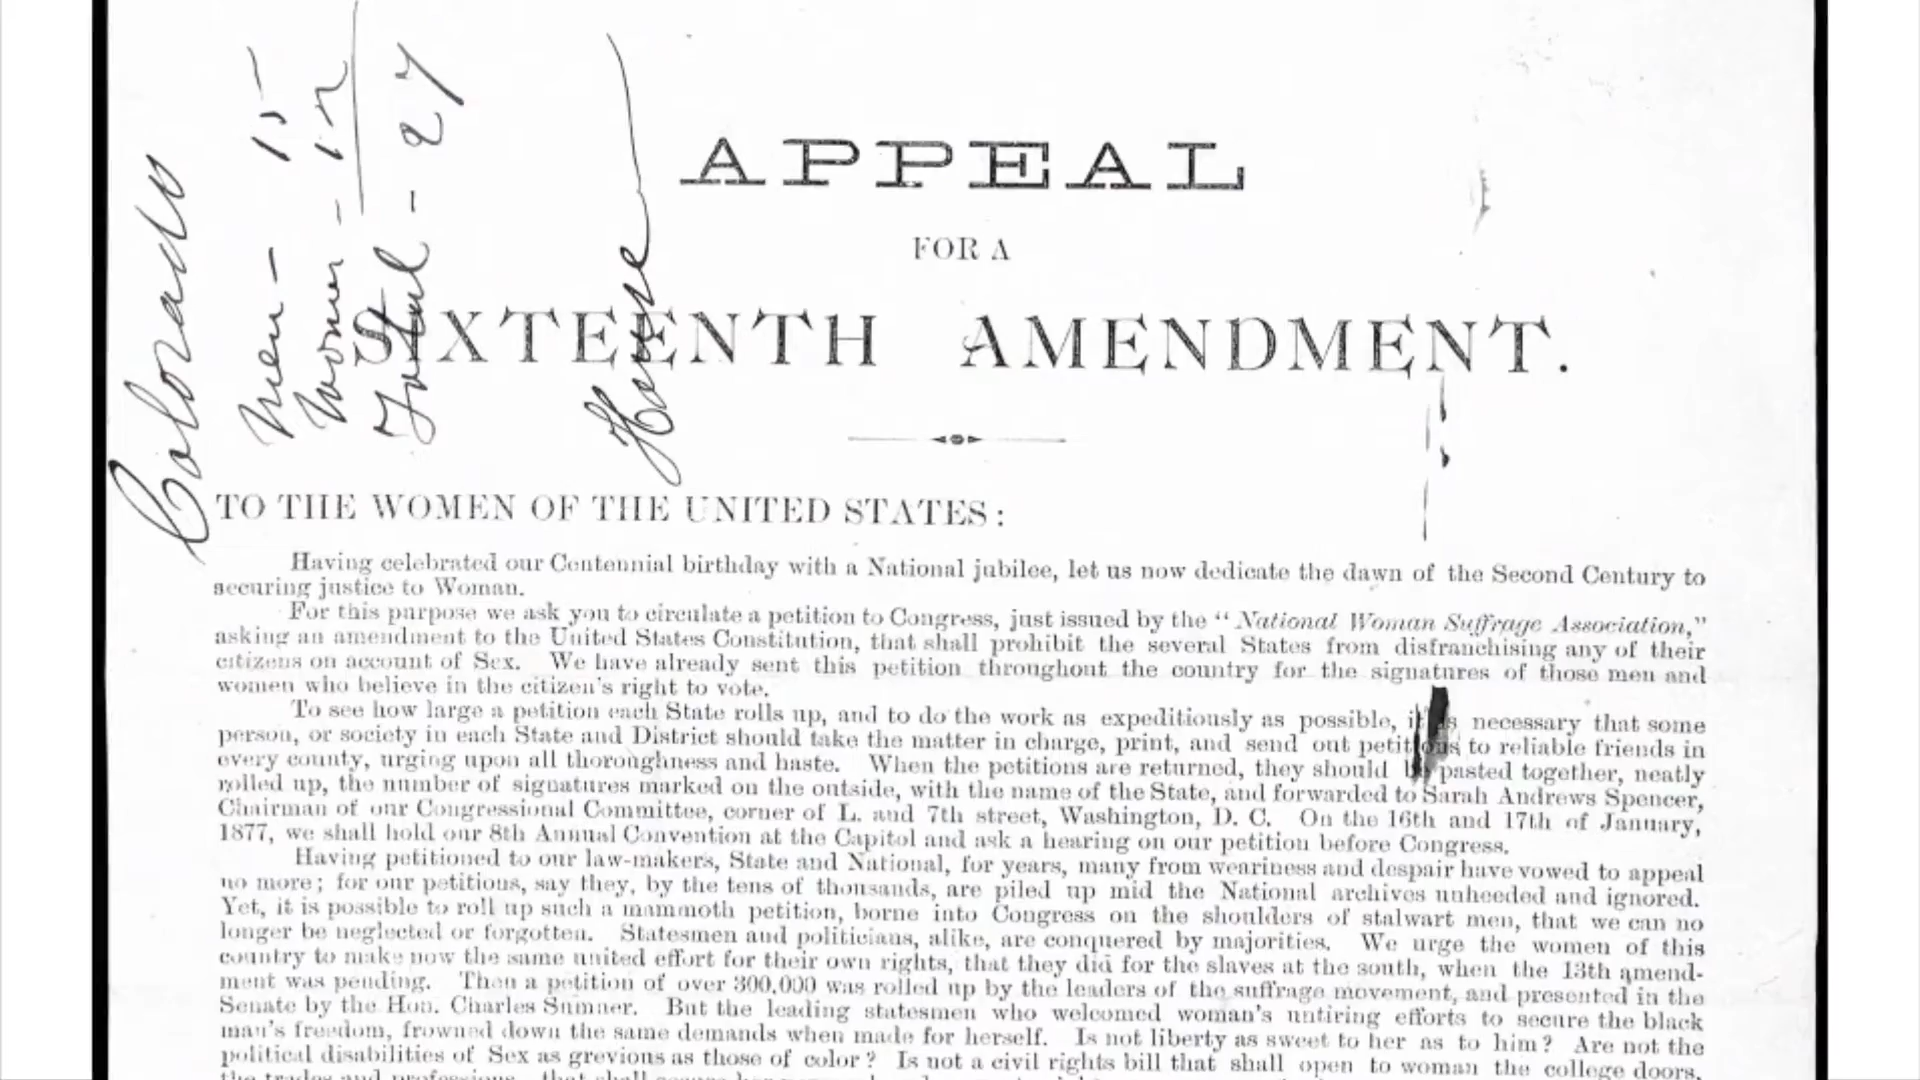 Colorado
Men - 15
Women - 12
Total - 27
House
APPEAL
FOR A
SIXTEENTH AMENDMENT.
TO THE WOMEN OF THE UNITED STATES:
Having celebrated our Centennial birthday with a National jubilee, let us now dedicate the dawn of the Second Century to
securing justice to Woman.
For this purpose we ask you to circulate a petition to Congress, just issued by the “ National Woman Suffrage Association,”
asking an amendment to the United States Constitution, that shall prohibit the several States from disfranchising any of their
citizens on account of Sex. We have already sent this petition throughout the country for the signatures of those men and
women who believe in the citizen's right to vote.
To see how large a petition each State rolls up, and to do the work as expeditiously as possible, it is necessary that some
person, or society in each State and District should take the matter in charge, print, and send out petitions to reliable friends in
every county, urging upon all thoroughness and haste. When the petitions are returned, they should be pasted together, neatly
rolled up, the number of signatures marked on the outside, with the name of the State, and forwarded to Sarah Andrews Spencer,
Chairman of our Congressional Committee, corner of L. and 7th street, Washington, D. C. On the 16th and 17th of January,
1877, we shall hold our 8th Annual Convention at the Capitol and ask a hearing on our petition before Congress.
Having petitioned to our law-makers, State and National, for years, many from weariness and despair have vowed to appeal
no more; for our petitions, say they, by the tens of thousands, are piled up mid the National archives unheeded and ignored.
Yet, it is possible to roll up such a mammoth petition, borne into Congress on the shoulders of stalwart men, that we can no
longer be neglected or forgotten. Statesmen and politicians, alike, are conquered by majorities. We urge the women of this
country to make now the same united effort for their own rights, that they did for the slaves at the south, when the 13th amend-
ment was pending. Then a petition of over 300,000 was rolled up by the leaders of the suffrage movement, and presented in the
Senate by the Hon. Charles Sumner. But the leading statesmen who welcomed woman's untiring efforts to secure the black
man's freedom, frowned down the same demands when made for herself. Is not liberty as sweet to her as to him? Are not the
political disabilities of Sex as grevious as those of color? Is not a civil rights bill that shall open to woman the college doors,
the trades and professions